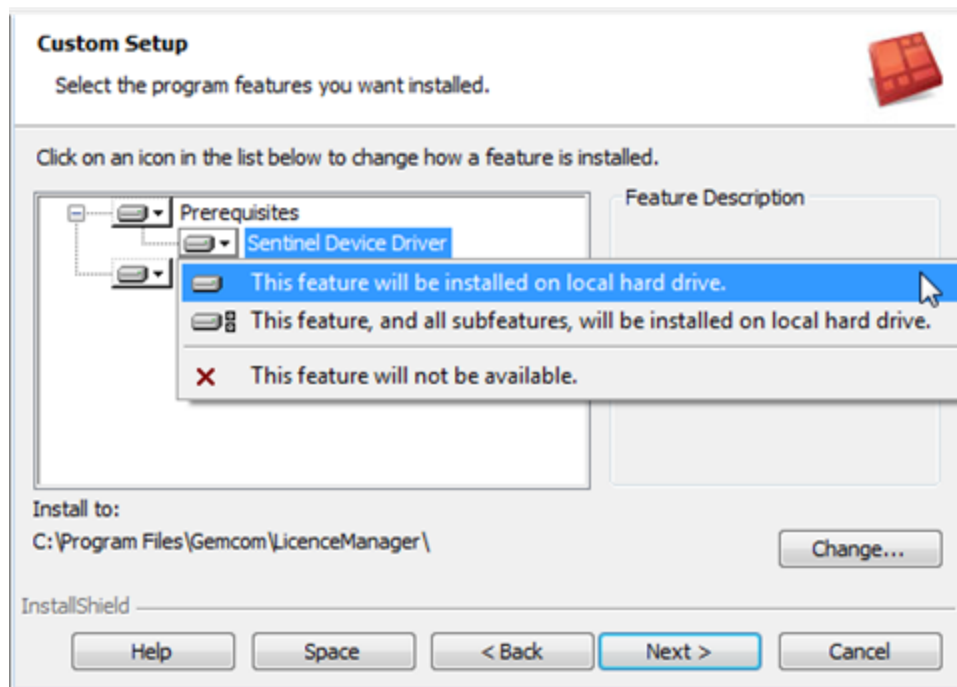 Custom Setup
Select the program features you want installed.
Click on an icon in the list below to change how a feature is installed.
Feature Description
Prerequisites
Sentinel Device Driver
This feature will be installed on local hard drive.
This feature, and all subfeatures, will be installed on local hard drive.
This feature will not be available.
Install to:
C:\Program Files\Gemcom\LicenceManager\
Change...
InstallShield
Help
Space
< Back
Next >
Cancel